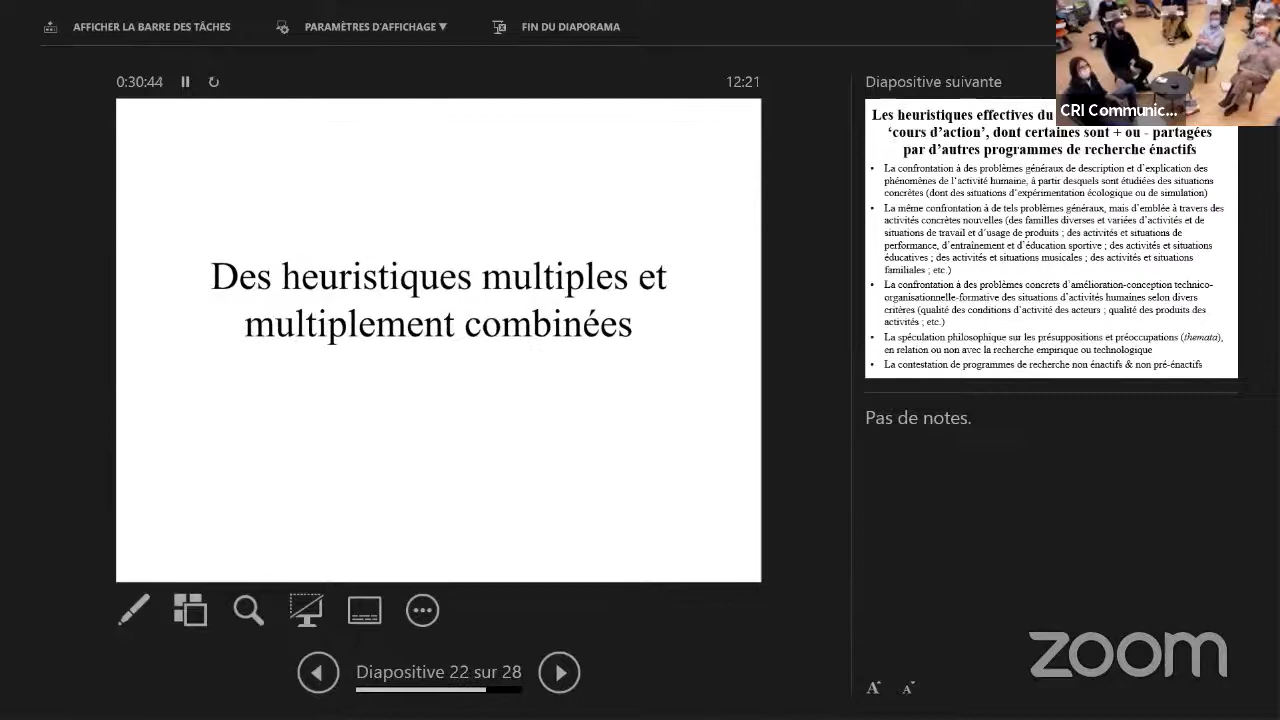 AFFICHER LA BARRE DES TÂCHES
PARAMÈTRES D'AFFICHAGE ▼
FIN DU DIAPORAMA
0:30:44
12:21
Des heuristiques multiples et
multiplement combinées
Diapositive 22 sur 28
Diapositive suivante
CRI Communic...
Les heuristiques effectives du
'cours d'action', dont certaines sont + ou - partagées
par d'autres programmes de recherche énactifs
• La confrontation à des problèmes généraux de description et d'explication des
phénomènes de l'activité humaine, à partir desquels sont étudiées des situations
concrètes (dont des situations d'expérimentation écologique ou de simulation)
• La même confrontation à de tels problèmes généraux, mais d'emblée à travers des
activités concrètes nouvelles (des familles diverses et variées d'activités et de
situations de travail et d'usage de produits ; des activités et situations de
performance, d'entraînement et d'éducation sportive ; des activités et situations
éducatives ; des activités et situations musicales ; des activités et situations
familiales ; etc.)
• La confrontation à des problèmes concrets d'amélioration-conception technico-
organisationnelle-formative des situations d'activités humaines selon divers
critères (qualité des conditions d'activité des acteurs ; qualité des produits des
activités ; etc.)
• La spéculation philosophique sur les présuppositions et préoccupations (themata),
en relation ou non avec la recherche empirique ou technologique
• La contestation de programmes de recherche non énactifs & non pré-énactifs
Pas de notes.
A A
zoom